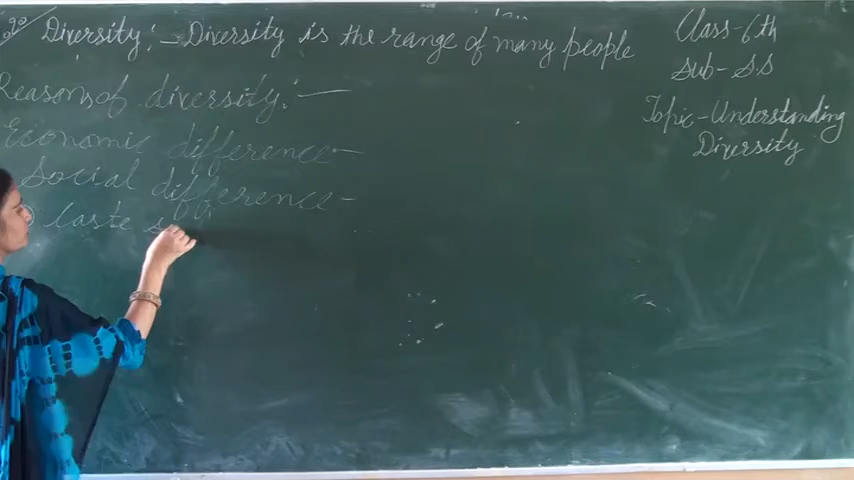 Diversity:- Diversity is the range of many people
Reasons of diversity:-
Economic difference-
Social difference-
Caste s
Class-6th
Sub-S.S
Topic-Understanding
Diversity